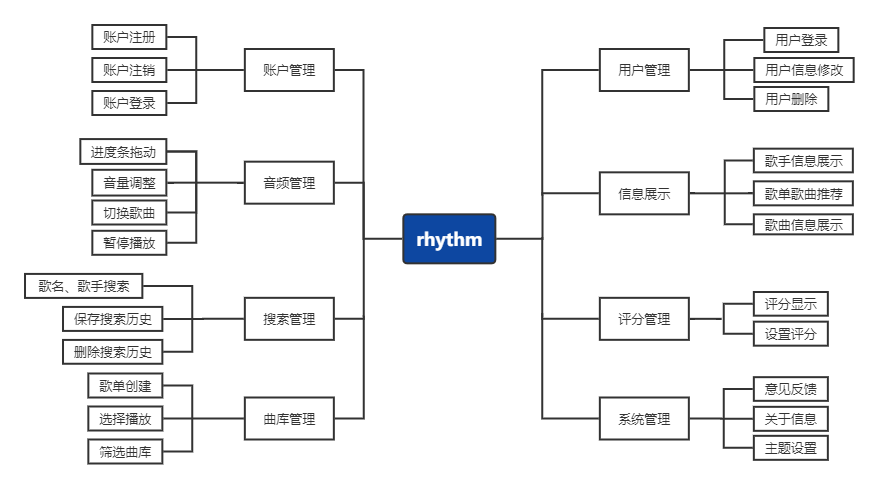 账户注册
账户注销
账户登录
账户管理
进度条拖动
音量调整
切换歌曲
暂停播放
音频管理
歌名、歌手搜索
保存搜索历史
删除搜索历史
搜索管理
歌单创建
选择播放
筛选曲库
曲库管理
rhythm
用户管理
用户登录
用户信息修改
用户删除
信息展示
歌手信息展示
歌单歌曲推荐
歌曲信息展示
评分管理
评分显示
设置评分
系统管理
意见反馈
关于信息
主题设置